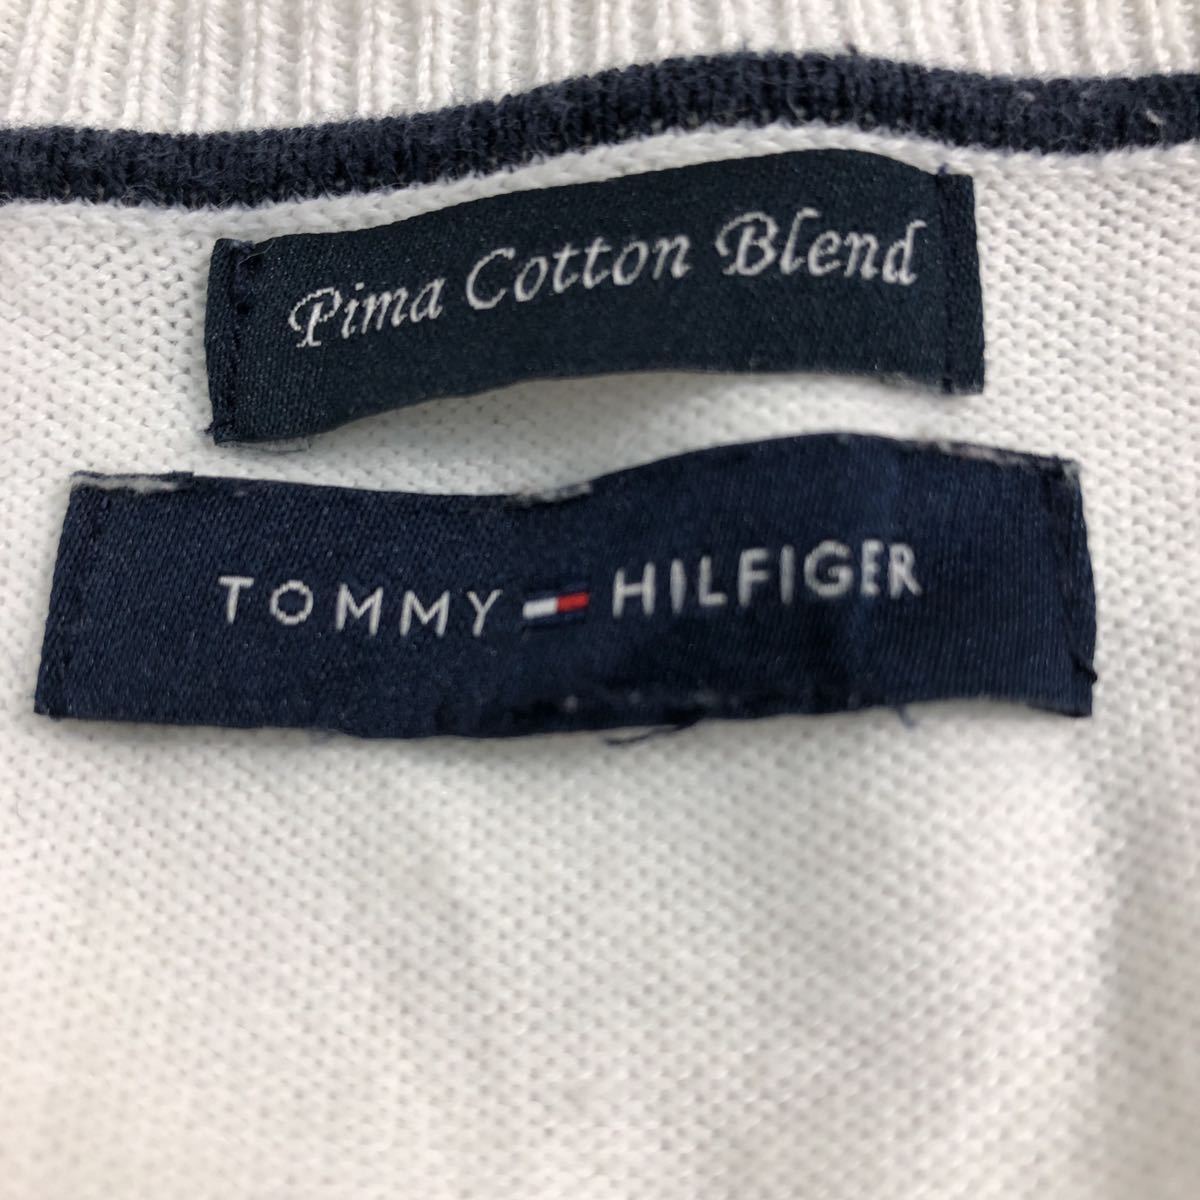 Pima Cotton Blend
TOMMY HILFIGER